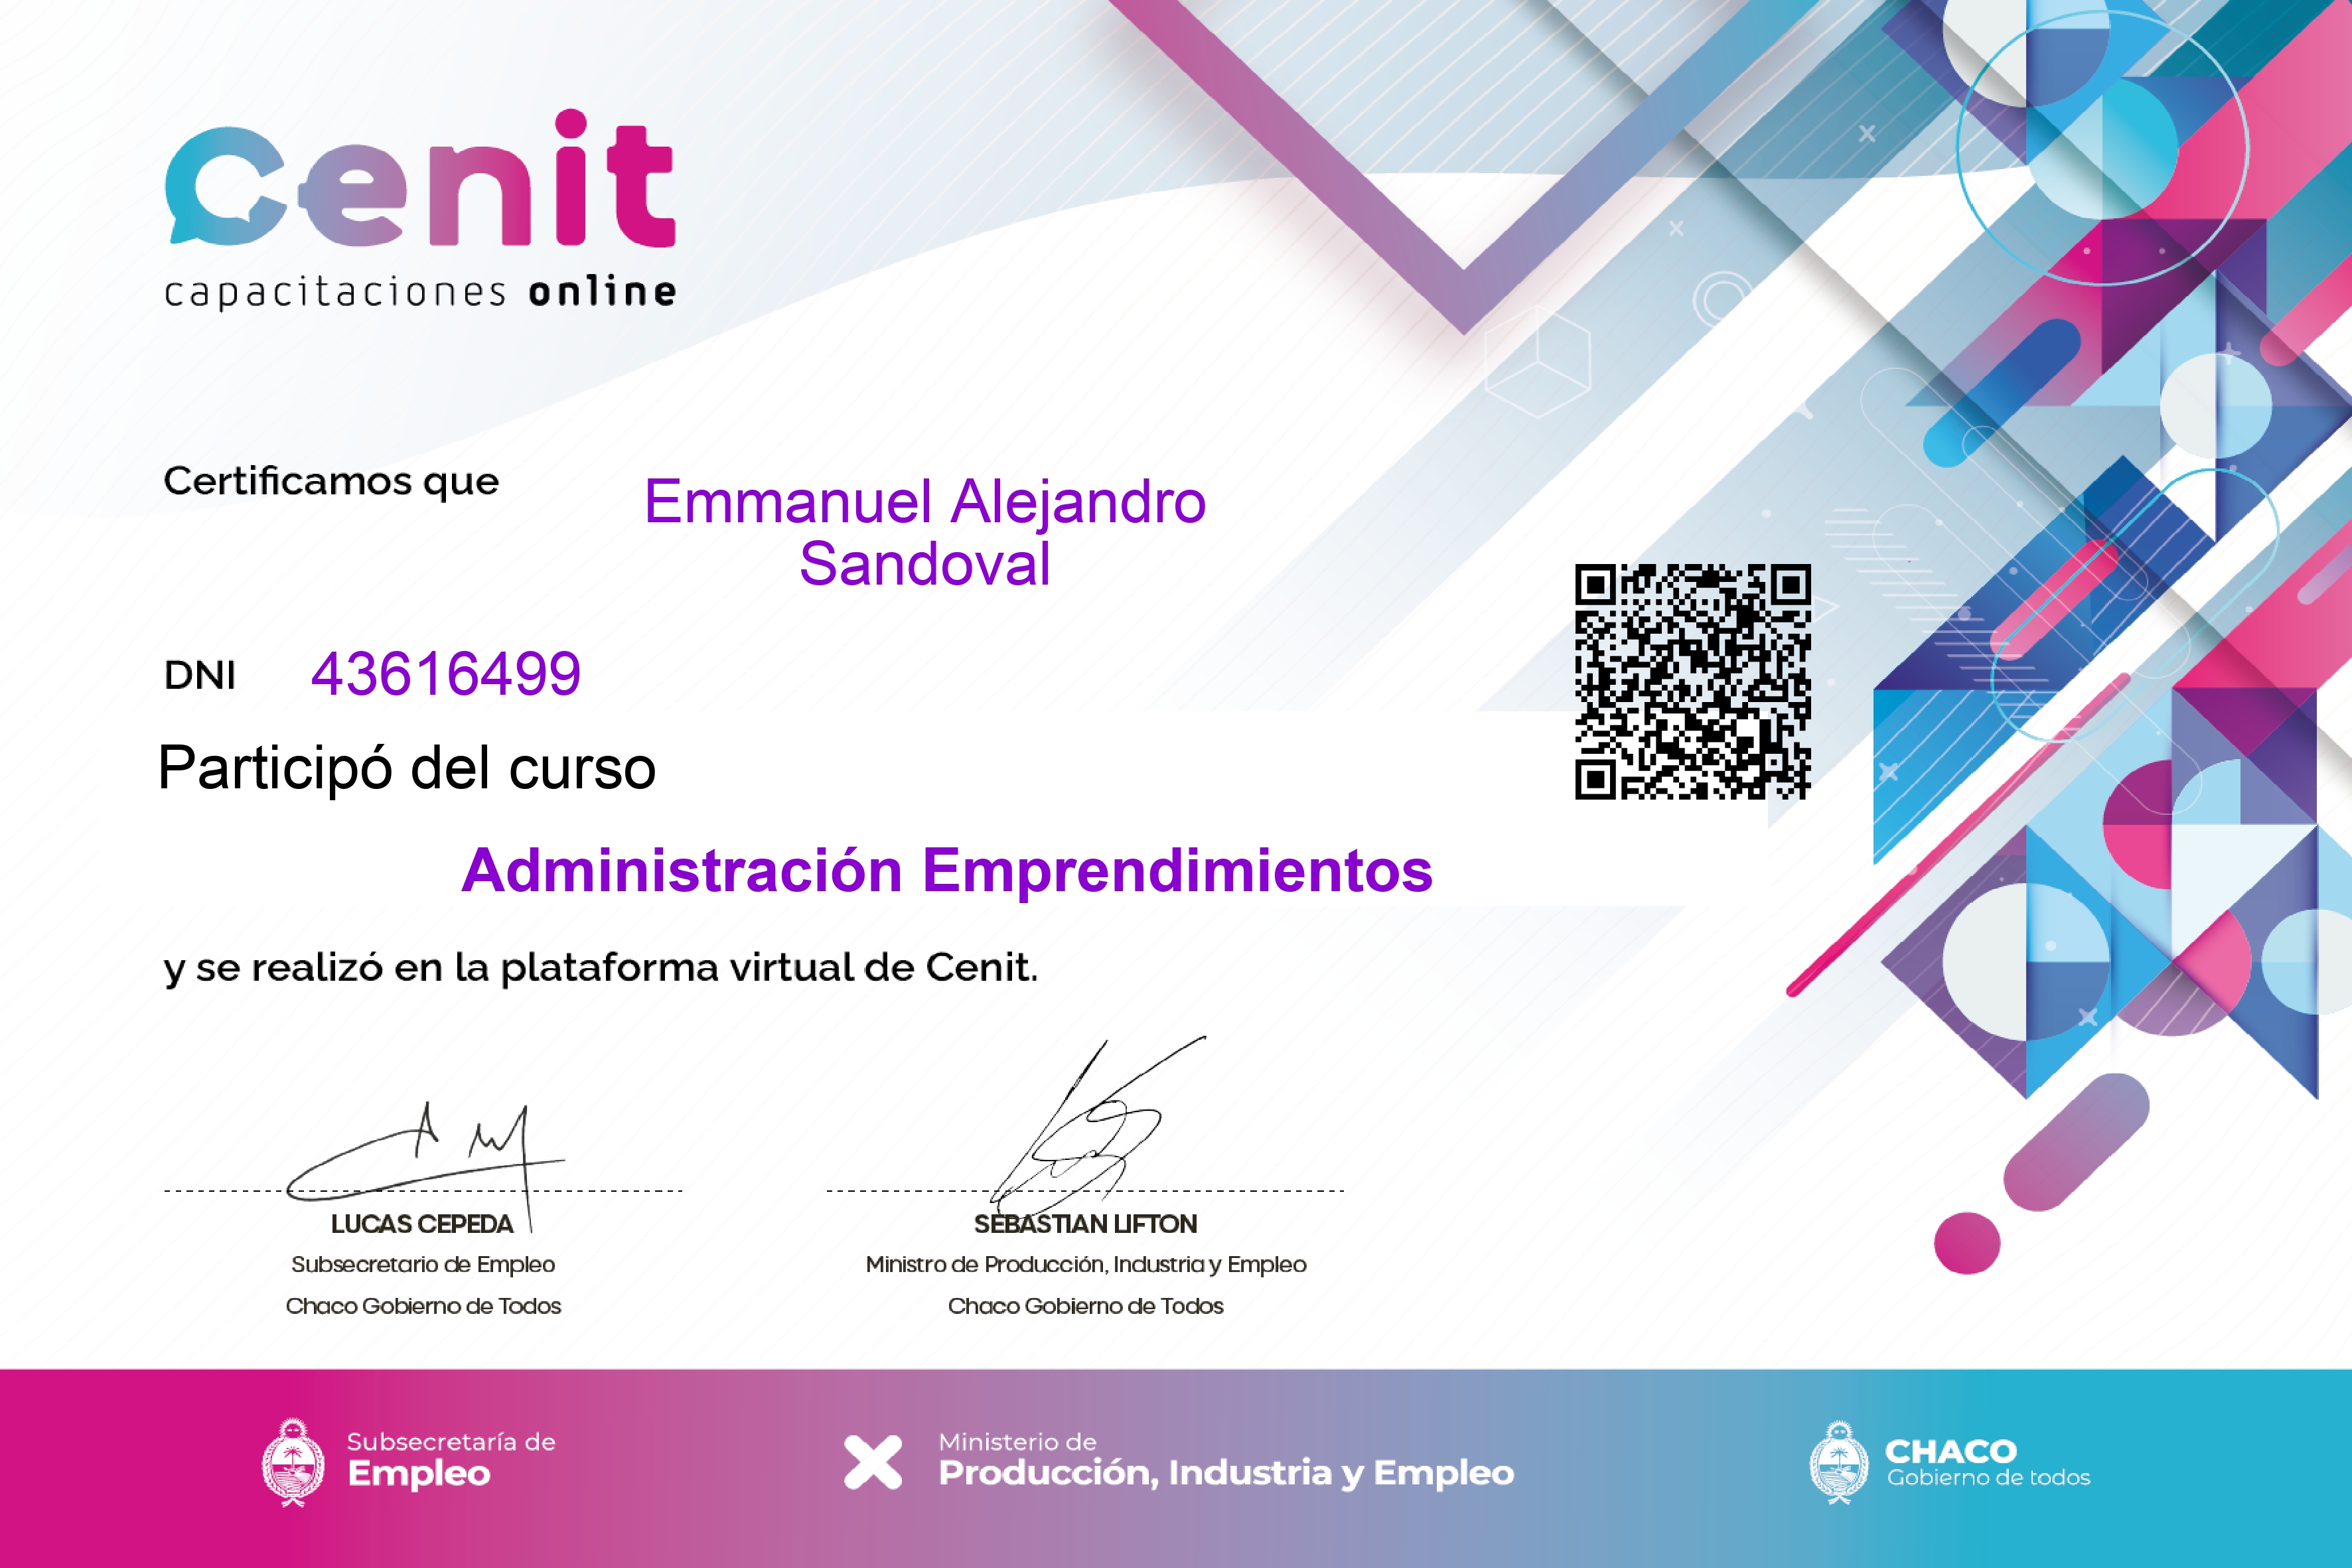 cenit
capacitaciones online
Certificamos que
Emmanuel Alejandro
Sandoval
DNI 43616499
Participó del curso
Administración Emprendimientos
y se realizó en la plataforma virtual de Cenit.
LUCAS CEPEDA
Subsecretario de Empleo
Chaco Gobierno de Todos
SEBASTIAN LIFTON
Ministro de Producción, Industria y Empleo
Chaco Gobierno de Todos
Subsecretaría de
Empleo
Ministerio de
Producción, Industria y Empleo
CHACO
Gobierno de todos